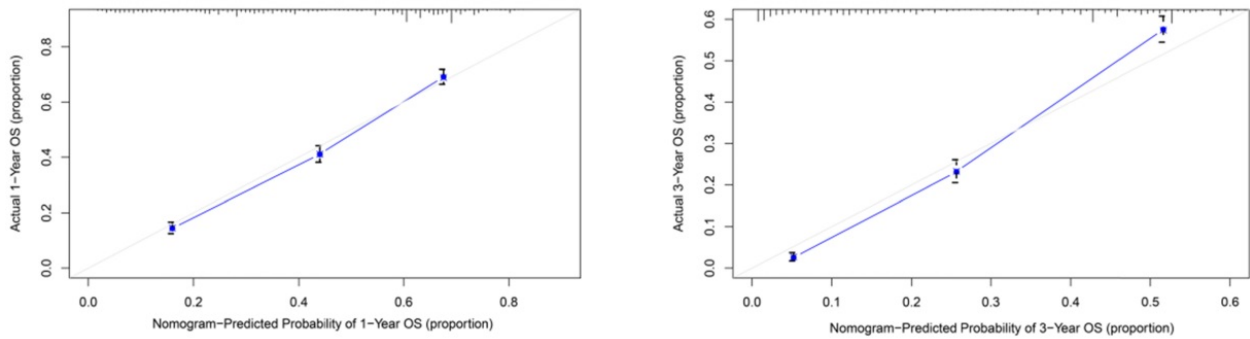 Actual 1−Year OS (proportion)
0.8
0.6
0.4
0.2
0.0
0.0 0.2 0.4 0.6 0.8
Nomogram−Predicted Probability of 1−Year OS (proportion)
Actual 3−Year OS (proportion)
0.6
0.5
0.4
0.3
0.2
0.1
0.0
0.0 0.1 0.2 0.3 0.4 0.5 0.6
Nomogram−Predicted Probability of 3−Year OS (proportion)